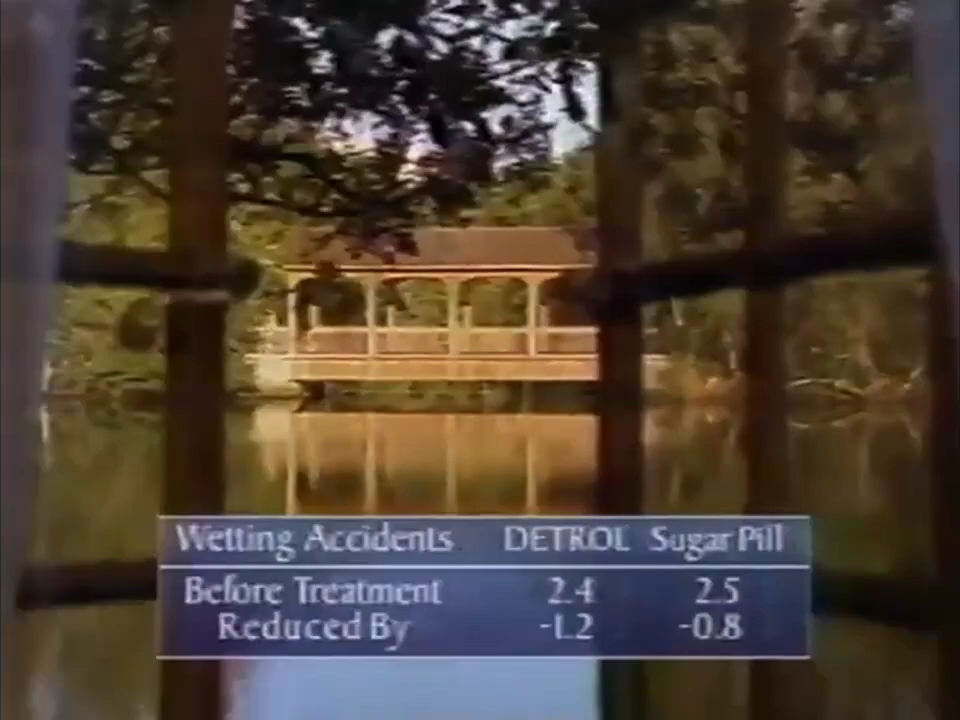 Wetting Accidents DETROL Sugar Pill
Before Treatment 2.4 2.5
Reduced By -1.2 -0.8